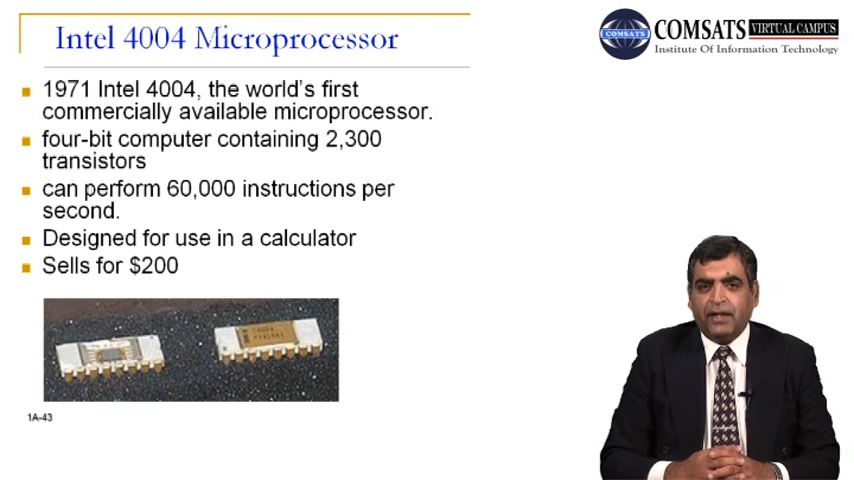 Intel 4004 Microprocessor
COMSATS
VIRTUAL CAMPUS
COMSATS
Institute Of Information Technology
1971 Intel 4004, the world's first
commercially available microprocessor.
four-bit computer containing 2,300
transistors
can perform 60,000 instructions per
second.
Designed for use in a calculator
Sells for $200
C4004
1A-43